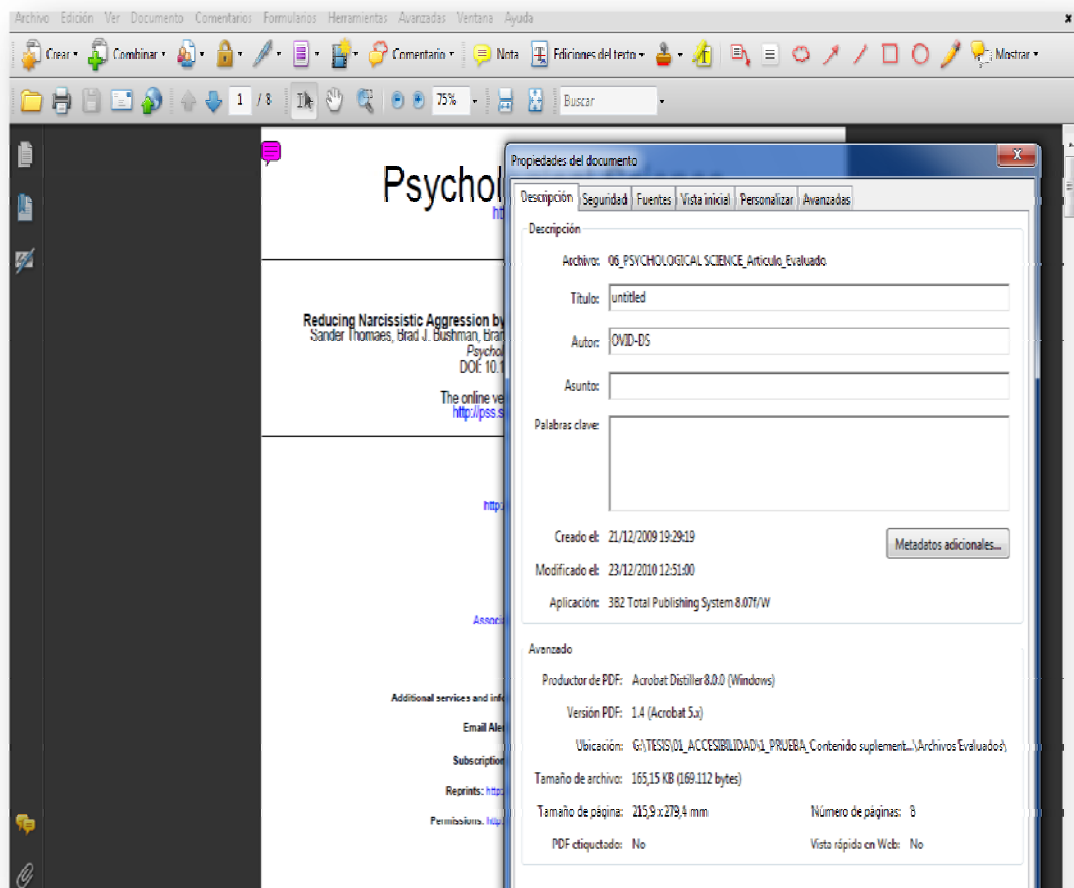 Archivo Edición Ver Documento Comentarios Formularios Herramientas Avanzadas Ventana Ayuda
Crear Combinar Comentario Nota Ediciones del texto Mostrar
1 / 8 75% Buscar
Propiedades del documento
Psychol
Descripción Seguridad Fuentes Vista inicial Personalizar Avanzadas
ht
Descripción
Archivo: 06_PSYCHOLOGICAL SCIENCE_Articulo_Evaluado
Título: untitled
Reducing Narcissistic Aggression by
Sander Thomaes, Brad J. Bushman, Bran
Autor: OVID-DS
Psychol
DOI: 10.1
Asunto:
The online ve
http://pss.s
Palabras clave:
http:/
Creado el: 21/12/2009 19:29:19
Metadatos adicionales...
Modificado el: 23/12/2010 12:51:00
Aplicación: 3B2 Total Publishing System 8.07f/W
Associ
Avanzado
Productor de PDF: Acrobat Distiller 8.0.0 (Windows)
Additional services and info
Versión PDF: 1.4 (Acrobat 5.x)
Email Aler
Ubicación: G:\TESIS\01_ACCESIBILIDAD\1_PRUEBA_Contenido suplement...\Archivos Evaluados\
Subscription
Tamaño de archivo: 165,15 KB (169.112 bytes)
Reprints: http:
Tamaño de página: 215,9 x 279,4 mm Número de páginas: 8
Permissions: http:
PDF etiquetado: No Vista rápida en Web: No